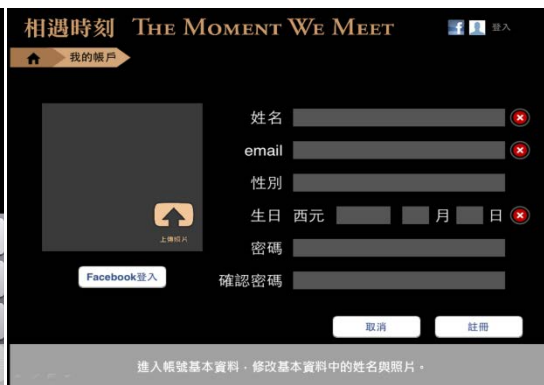 相遇時刻 THE MOMENT WE MEET
登入
我的帳戶
姓名
email
性別
生日 西元 月 日
上傳照片
密碼
Facebook登入
確認密碼
取消 註冊
進入帳號基本資料,修改基本資料中的姓名與照片。